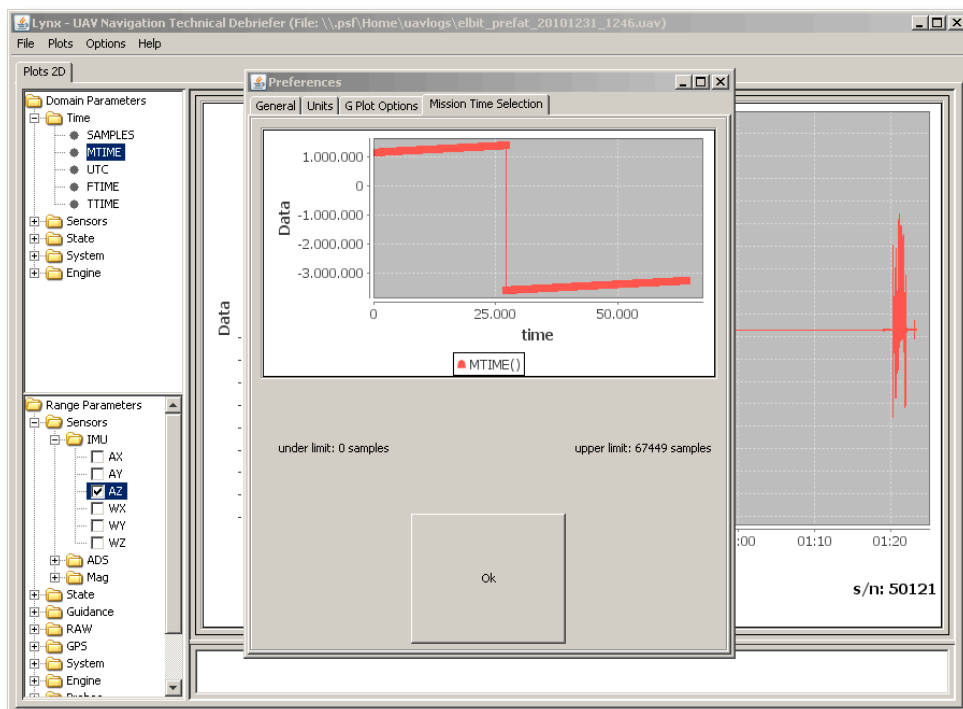 Lynx - UAV Navigation Technical Debriefer (File: \\.psf\Home\uavlogs\elbit_prefat_20101231_1246.uav)
File Plots Options Help
Plots 2D
Domain Parameters
Time
SAMPLES
MTIME
UTC
FTIME
TTIME
Sensors
State
System
Engine
Range Parameters
Sensors
IMU
AX
AY
AZ
WX
WY
WZ
ADS
Mag
State
Guidance
RAW
GPS
System
Engine
Data
Preferences
General Units G Plot Options Mission Time Selection
1.000.000
0
-1.000.000
-2.000.000
-3.000.000
Data
0 25.000 50.000
time
MTIME()
under limit: 0 samples upper limit: 67449 samples
Ok
:00 01:10 01:20
s/n: 50121